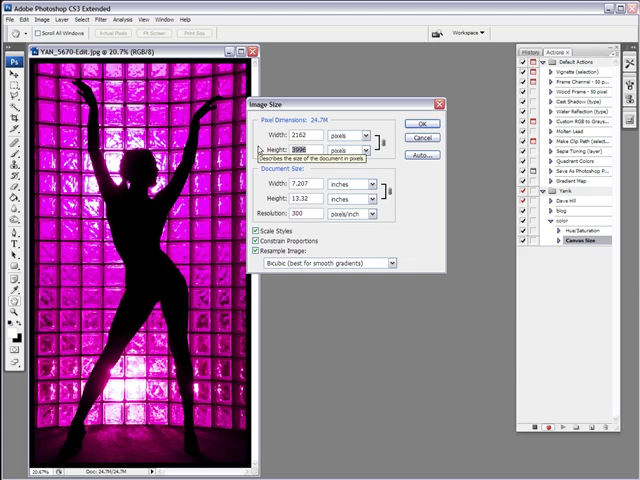 Adobe Photoshop CS3 Extended
File Edit Image Layer Select Filter Analysis View Window Help
Scroll All Windows Actual Pixels Fit Screen Print Size Workspace
YAN_5670-Edit.jpg @ 20.7% (RGB/8)
Ps
Image Size
Pixel Dimensions: 24.7M
Width: 2162 pixels
Height: 3996 pixels
Describes the size of the document in pixels
Document Size:
Width: 7.207 inches
Height: 13.32 inches
Resolution: 300 pixels/inch
Scale Styles
Constrain Proportions
Resample Image:
Bicubic (best for smooth gradients)
OK
Cancel
Auto...
History Actions
Default Actions
Vignette (selection)
Frame Channel - 50 p...
Wood Frame - 50 pixel
Cast Shadow (type)
Water Reflection (type)
Custom RGB to Grays...
Molten Lead
Make Clip Path (selecti...
Sepia Toning (layer)
Quadrant Colors
Save As Photoshop P...
Gradient Map
Yanik
Dave Hill
blog
color
Hue/Saturation
Canvas Size
20.67% Doc: 24.7M/24.7M